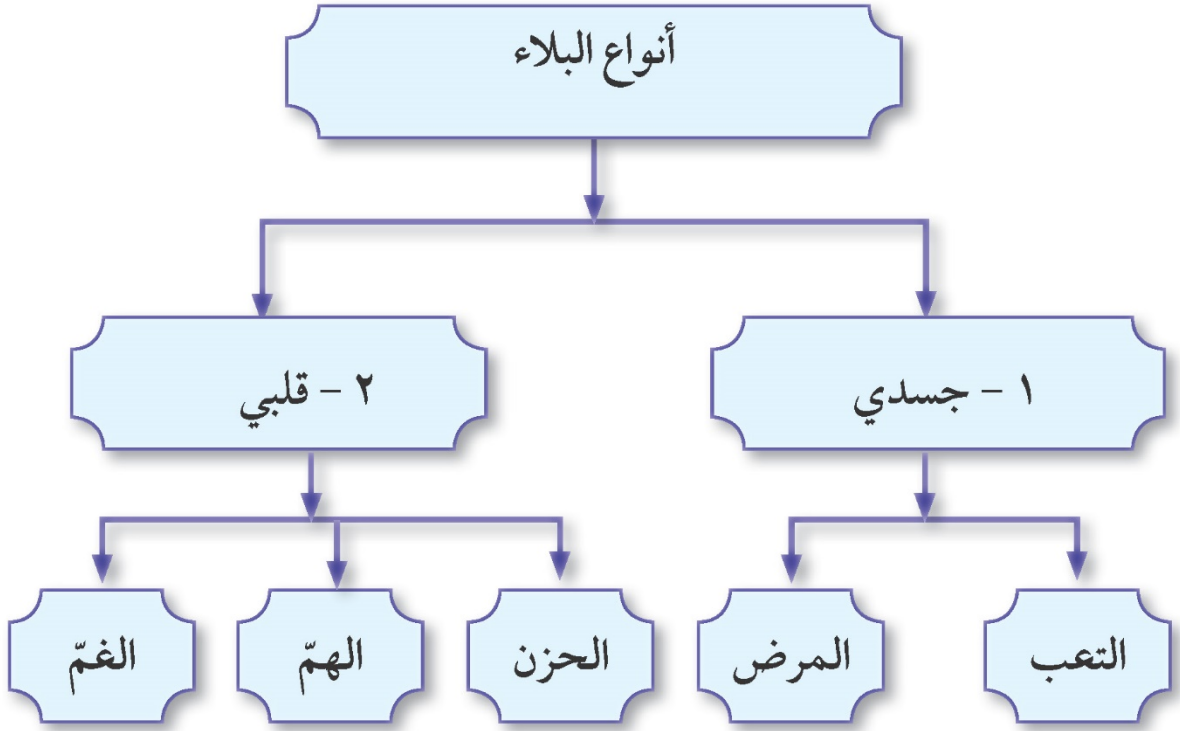 أنواع البلاء
١ - جسدي
٢ - قلبي
التعب
المرض
الحزن
الهمّ
الغمّ